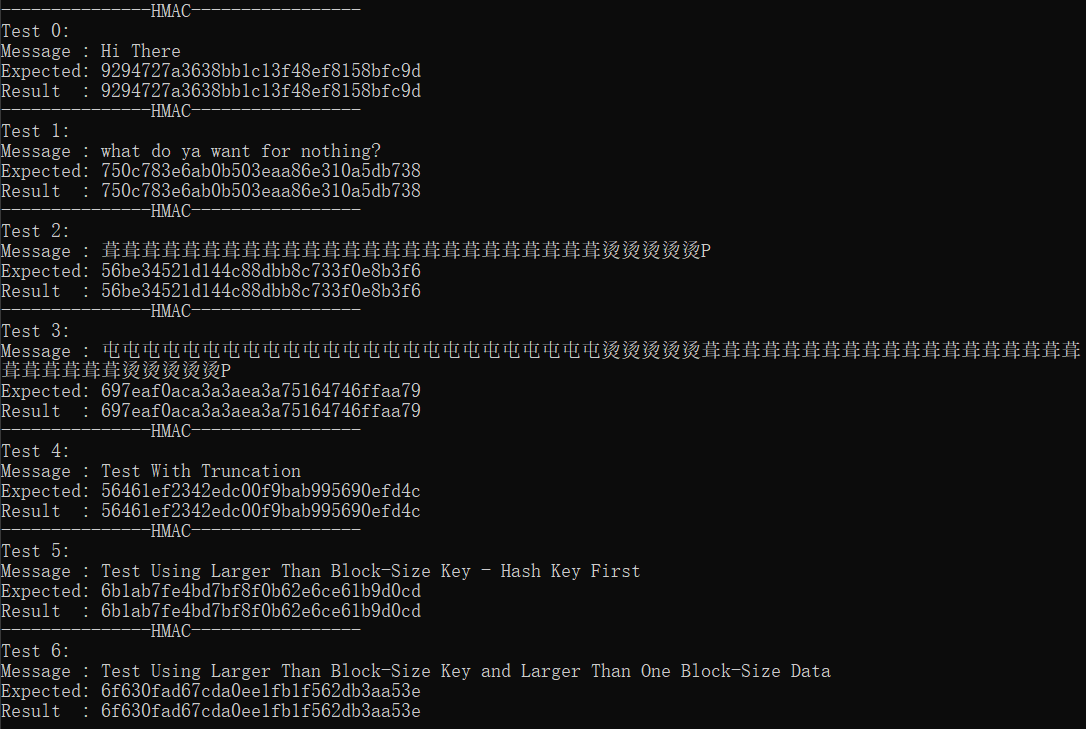 ---------------HMAC-----------------
Test 0:
Message : Hi There
Expected: 9294727a3638bb1c13f48ef8158bfc9d
Result  : 9294727a3638bb1c13f48ef8158bfc9d
---------------HMAC-----------------
Test 1:
Message : what do ya want for nothing?
Expected: 750c783e6ab0b503eaa86e310a5db738
Result  : 750c783e6ab0b503eaa86e310a5db738
---------------HMAC-----------------
Test 2:
Message : 葺葺葺葺葺葺葺葺葺葺葺葺葺葺葺葺葺葺葺葺葺葺葺葺葺烫烫烫烫烫P
Expected: 56be34521d144c88dbb8c733f0e8b3f6
Result  : 56be34521d144c88dbb8c733f0e8b3f6
---------------HMAC-----------------
Test 3:
Message : 屯屯屯屯屯屯屯屯屯屯屯屯屯屯屯屯屯屯屯屯屯屯屯屯屯烫烫烫烫烫葺葺葺葺葺葺葺葺葺葺葺葺葺葺葺葺葺葺葺
葺葺葺葺葺葺烫烫烫烫烫P
Expected: 697eaf0aca3a3aea3a75164746ffaa79
Result  : 697eaf0aca3a3aea3a75164746ffaa79
---------------HMAC-----------------
Test 4:
Message : Test With Truncation
Expected: 56461ef2342edc00f9bab995690efd4c
Result  : 56461ef2342edc00f9bab995690efd4c
---------------HMAC-----------------
Test 5:
Message : Test Using Larger Than Block-Size Key - Hash Key First
Expected: 6b1ab7fe4bd7bf8f0b62e6ce61b9d0cd
Result  : 6b1ab7fe4bd7bf8f0b62e6ce61b9d0cd
---------------HMAC-----------------
Test 6:
Message : Test Using Larger Than Block-Size Key and Larger Than One Block-Size Data
Expected: 6f630fad67cda0ee1fb1f562db3aa53e
Result  : 6f630fad67cda0ee1fb1f562db3aa53e